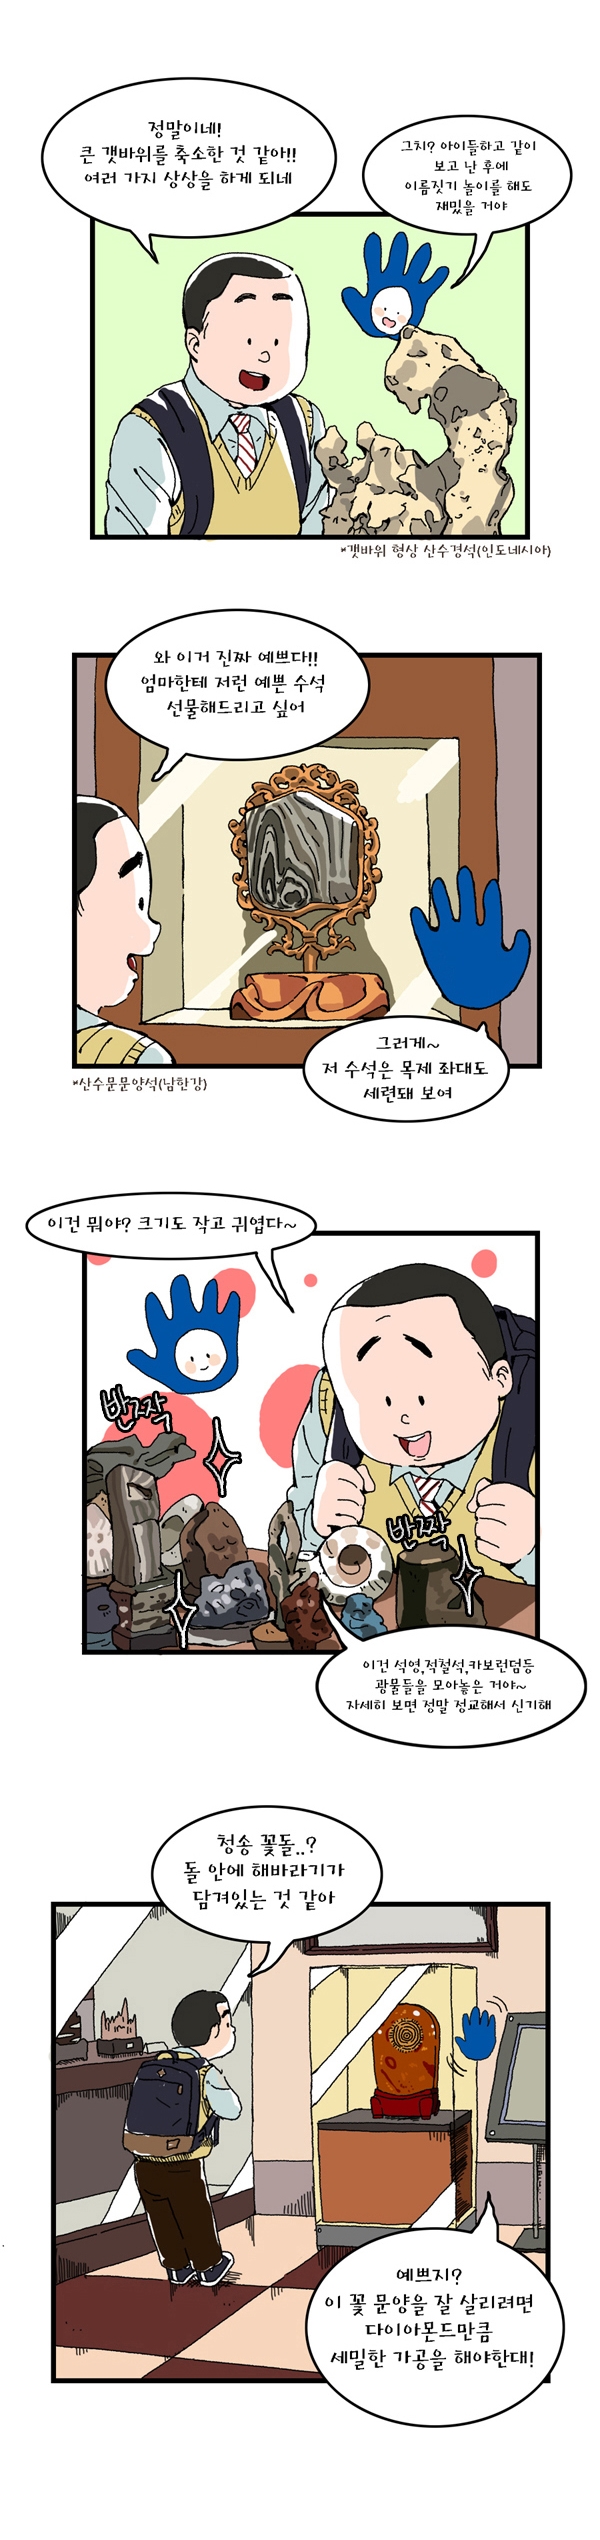 정말이네!
큰 갯바위를 축소한 것 같아!!
여러 가지 상상을 하게 되네
그치? 아이들하고 같이
보고 난 후에
이름짓기 놀이를 해도
재밌을 거야
*갯바위 형상 산수경석(인도네시아)
와 이거 진짜 예쁘다!!
엄마한테 저런 예쁜 수석
선물해드리고 싶어
그러게~
저 수석은 목제 좌대도
세련돼 보여
*산수문문양석(남한강)
이건 뭐야? 크기도 작고 귀엽다~
반짝
반짝
이건 석영,적철석,카보런덤등
광물들을 모아놓은 거야~
자세히 보면 정말 정교해서 신기해
청송 꽃돌..?
돌 안에 해바라기가
담겨있는 것 같아
예쁘지?
이 꽃 문양을 잘 살리려면
다이아몬드만큼
세밀한 가공을 해야한대!